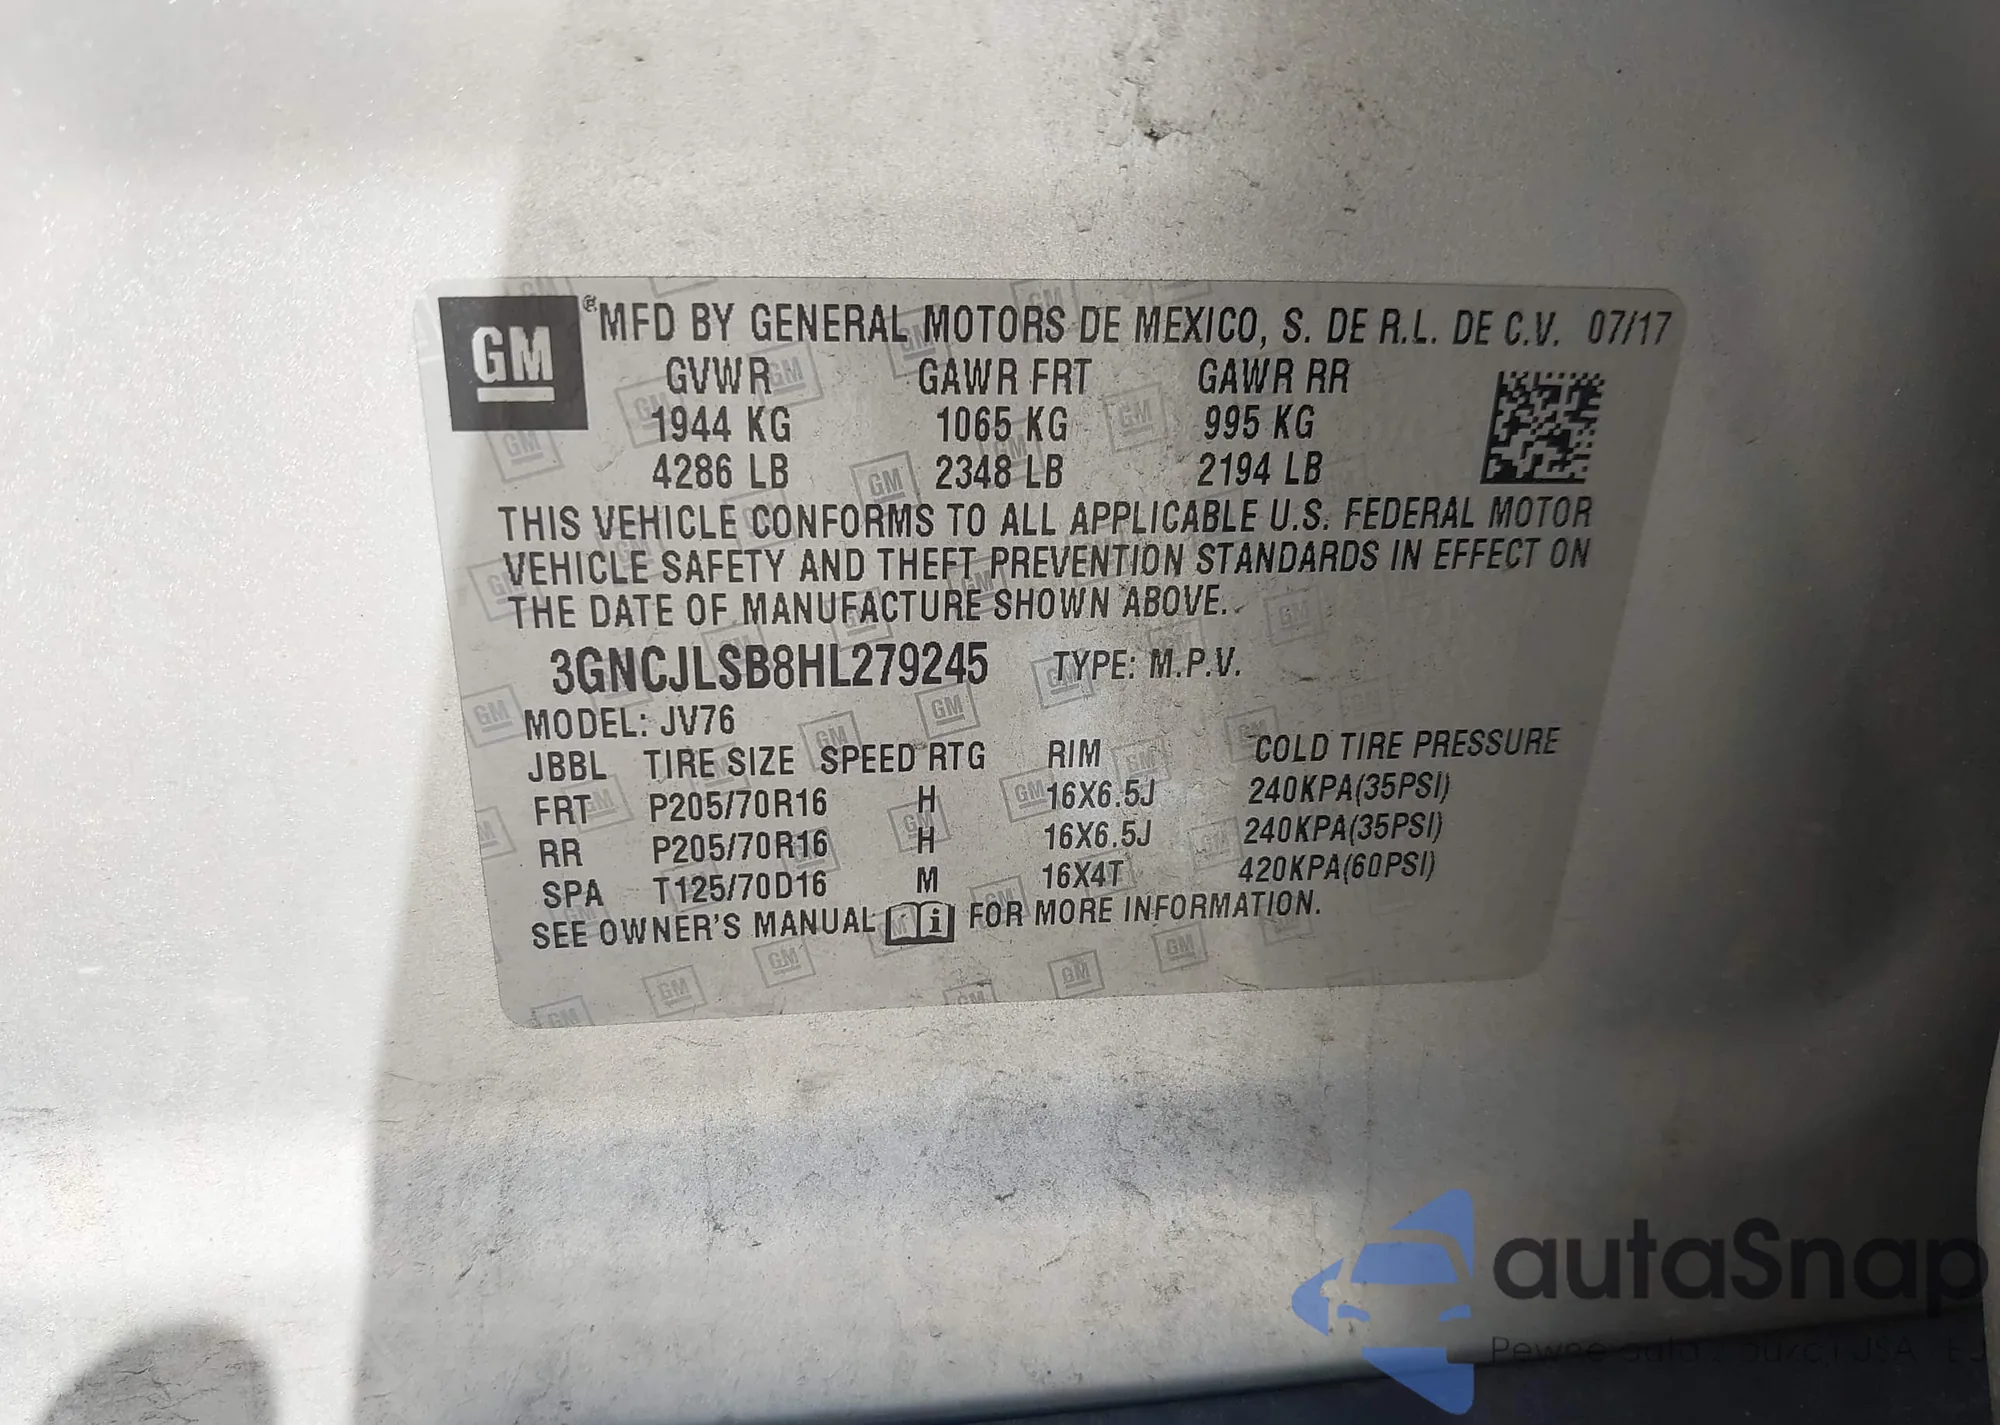 GM ® MFD BY GENERAL MOTORS DE MEXICO, S. DE R.L. DE C.V. 07/17
GVWR GAWR FRT GAWR RR
1944 KG 1065 KG 995 KG
4286 LB 2348 LB 2194 LB
THIS VEHICLE CONFORMS TO ALL APPLICABLE U.S. FEDERAL MOTOR
VEHICLE SAFETY AND THEFT PREVENTION STANDARDS IN EFFECT ON
THE DATE OF MANUFACTURE SHOWN ABOVE.
3GNCJLSB8HL279245 TYPE: M.P.V.
MODEL: JV76
JBBL TIRE SIZE SPEED RTG RIM COLD TIRE PRESSURE
FRT P205/70R16 H 16X6.5J 240KPA(35PSI)
RR P205/70R16 H 16X6.5J 240KPA(35PSI)
SPA T125/70D16 M 16X4T 420KPA(60PSI)
SEE OWNER'S MANUAL i FOR MORE INFORMATION.
autaSnap
Pewne auta